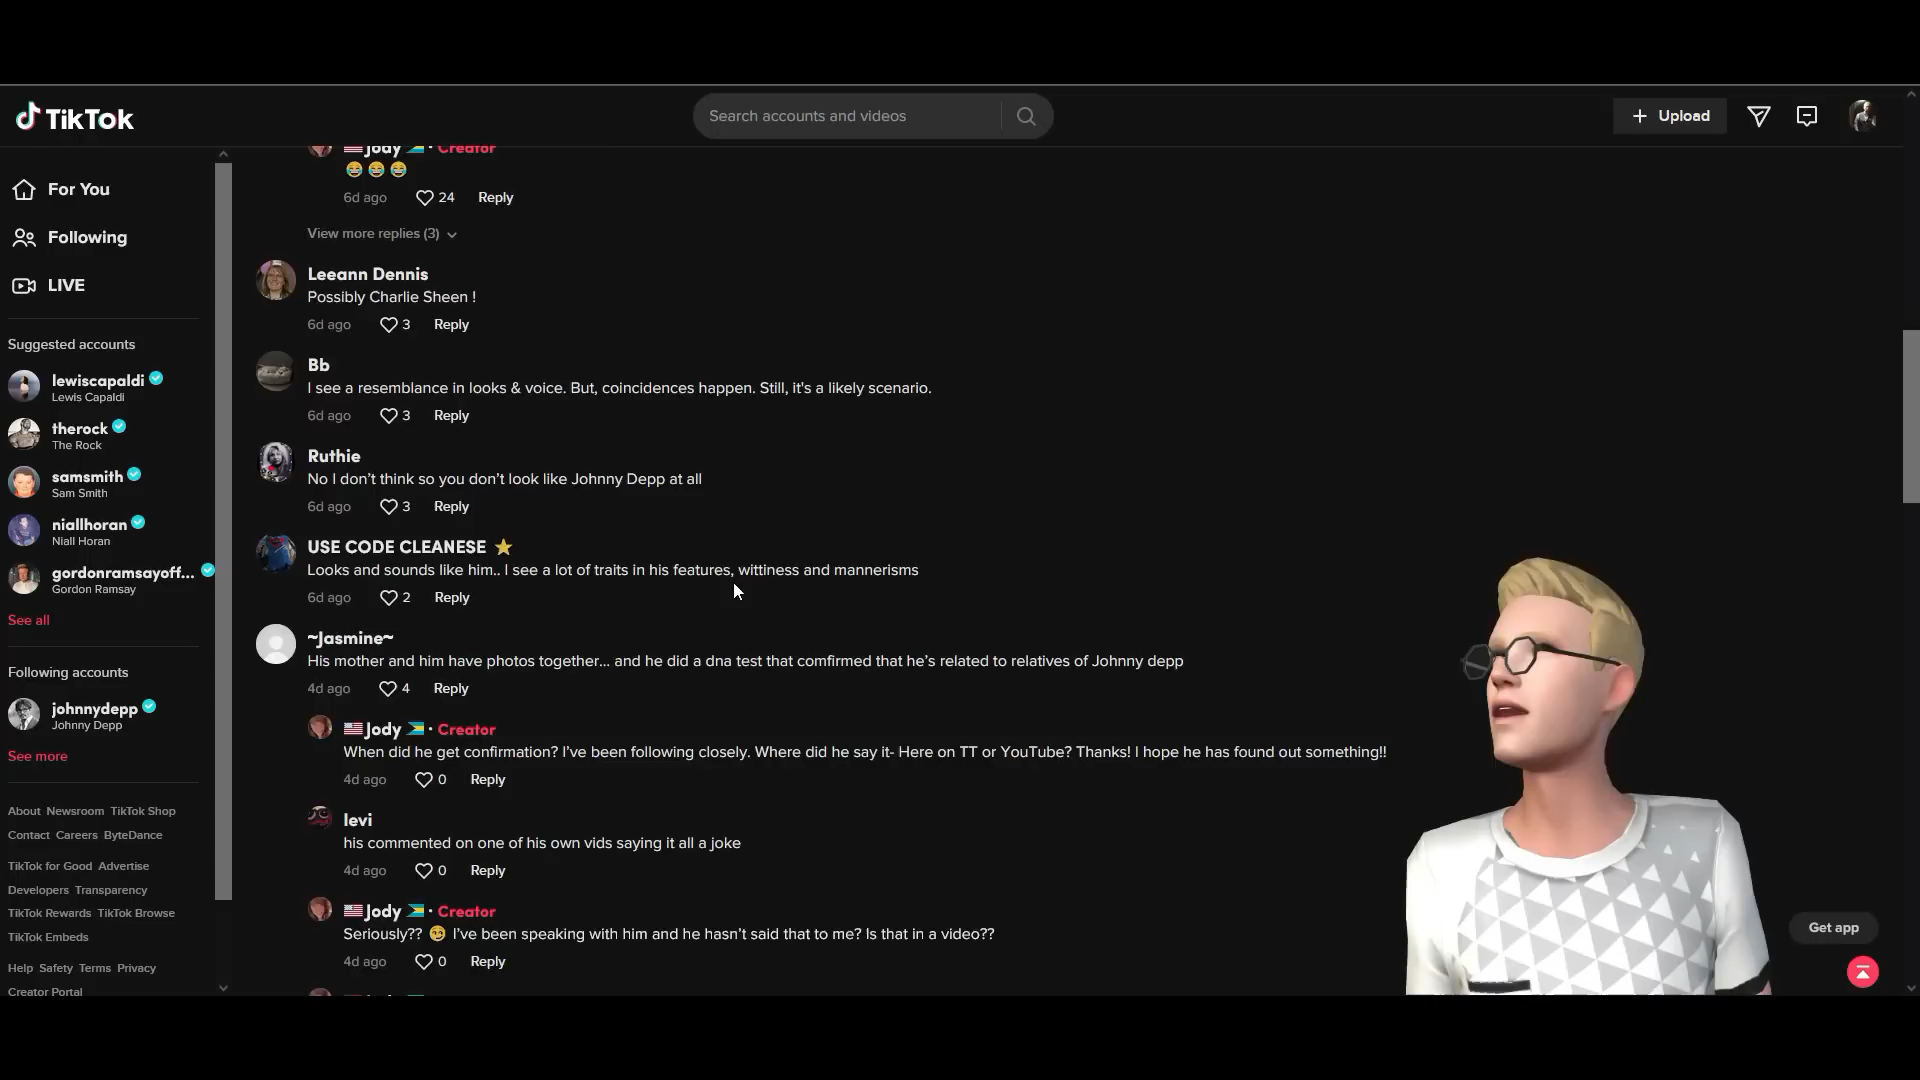 TikTok
Search accounts and videos
Upload
For You
Following
LIVE
Suggested accounts
lewiscapaldi
Lewis Capaldi
therock
The Rock
samsmith
Sam Smith
niallhoran
Niall Horan
gordonramsayoff...
Gordon Ramsay
See all
Following accounts
johnnydepp
Johnny Depp
See more
About Newsroom TikTok Shop
Contact Careers ByteDance
TikTok for Good Advertise
Developers Transparency
TikTok Rewards TikTok Browse
TikTok Embeds
Help Safety Terms Privacy
Creator Portal
Jody · Creator
😂😂😂
6d ago 24 Reply
View more replies (3)
Leeann Dennis
Possibly Charlie Sheen !
6d ago 3 Reply
Bb
I see a resemblance in looks & voice. But, coincidences happen. Still, it's a likely scenario.
6d ago 3 Reply
Ruthie
No I don't think so you don't look like Johnny Depp at all
6d ago 3 Reply
USE CODE CLEANESE ⭐
Looks and sounds like him.. I see a lot of traits in his features, wittiness and mannerisms
6d ago 2 Reply
~Jasmine~
His mother and him have photos together... and he did a dna test that comfirmed that he's related to relatives of Johnny depp
4d ago 4 Reply
🇺🇸Jody 🇧🇸 · Creator
When did he get confirmation? I've been following closely. Where did he say it- Here on TT or YouTube? Thanks! I hope he has found out something!!
4d ago 0 Reply
levi
his commented on one of his own vids saying it all a joke
4d ago 0 Reply
🇺🇸Jody 🇧🇸 · Creator
Seriously?? 🤣 I've been speaking with him and he hasn't said that to me? Is that in a video??
4d ago 0 Reply
Get app